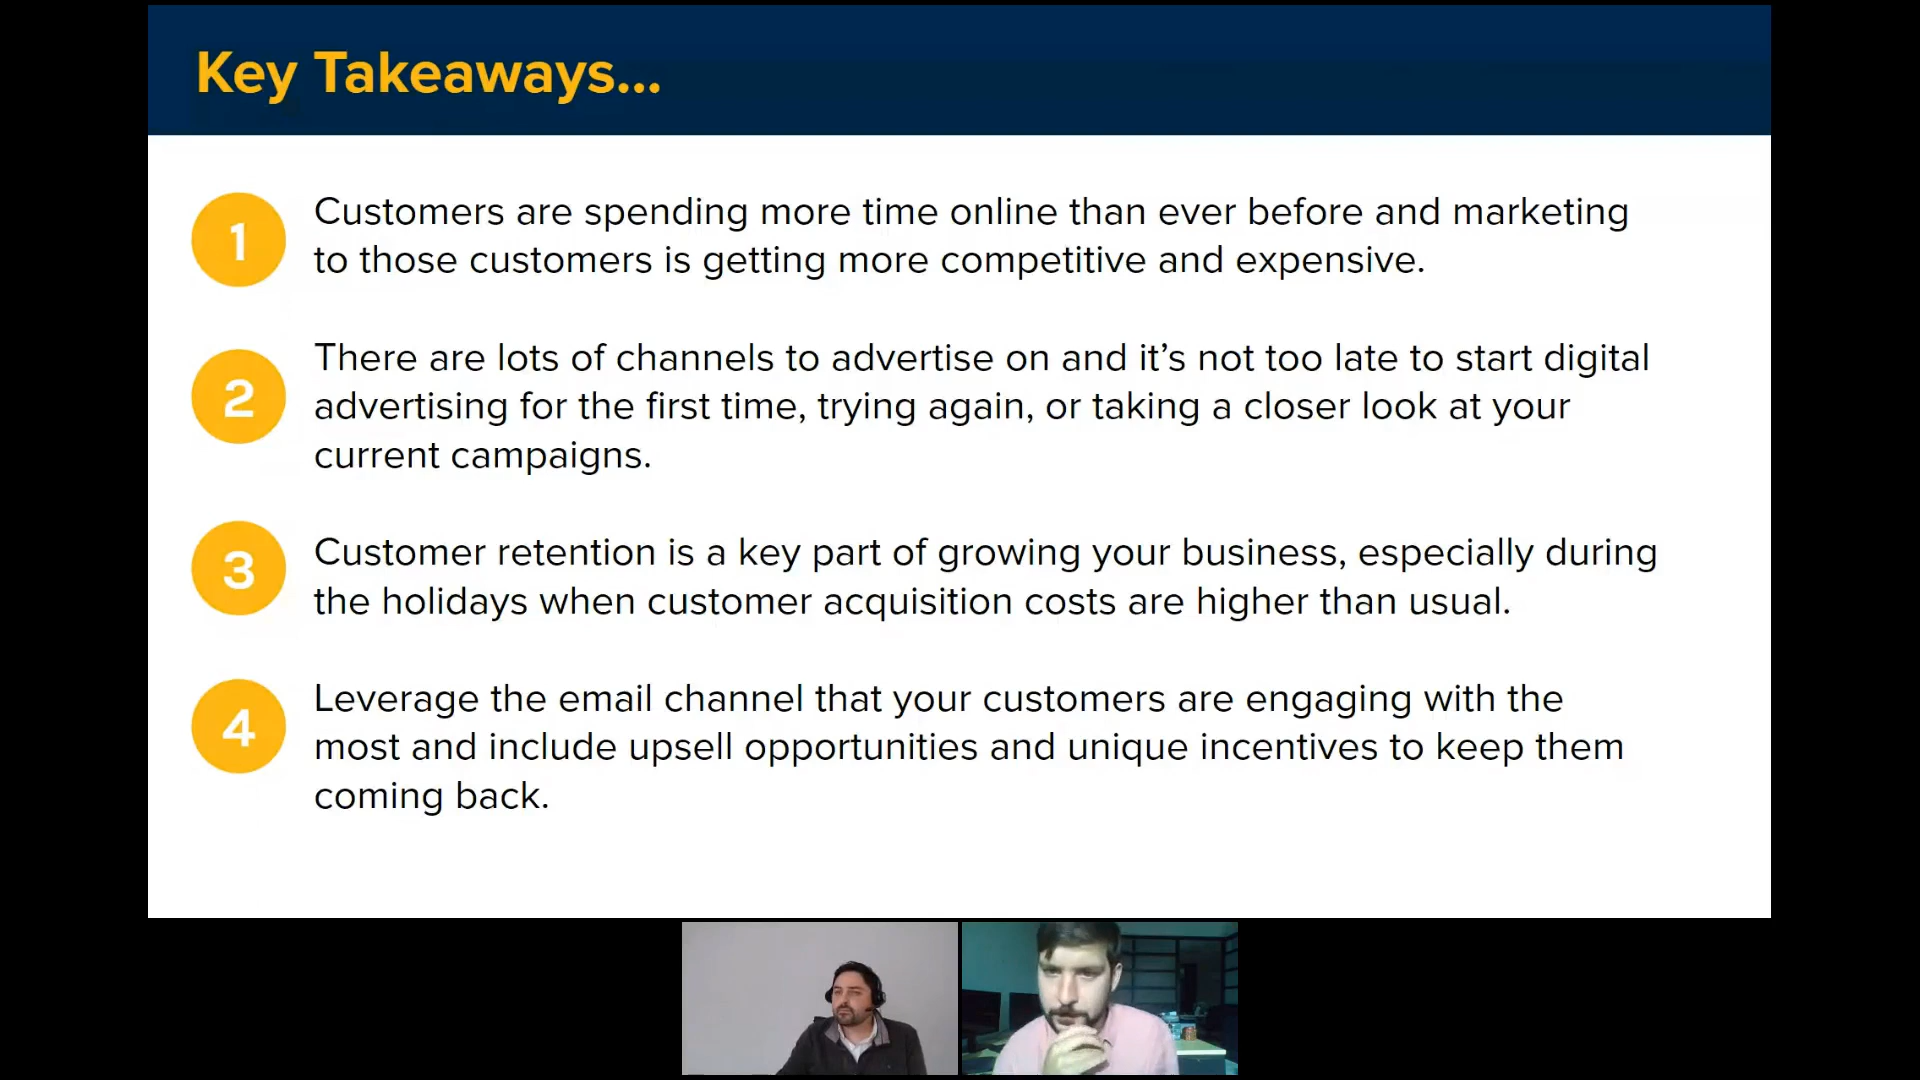 Key Takeaways...
1
Customers are spending more time online than ever before and marketing
to those customers is getting more competitive and expensive.
2
There are lots of channels to advertise on and it’s not too late to start digital
advertising for the first time, trying again, or taking a closer look at your
current campaigns.
3
Customer retention is a key part of growing your business, especially during
the holidays when customer acquisition costs are higher than usual.
4
Leverage the email channel that your customers are engaging with the
most and include upsell opportunities and unique incentives to keep them
coming back.